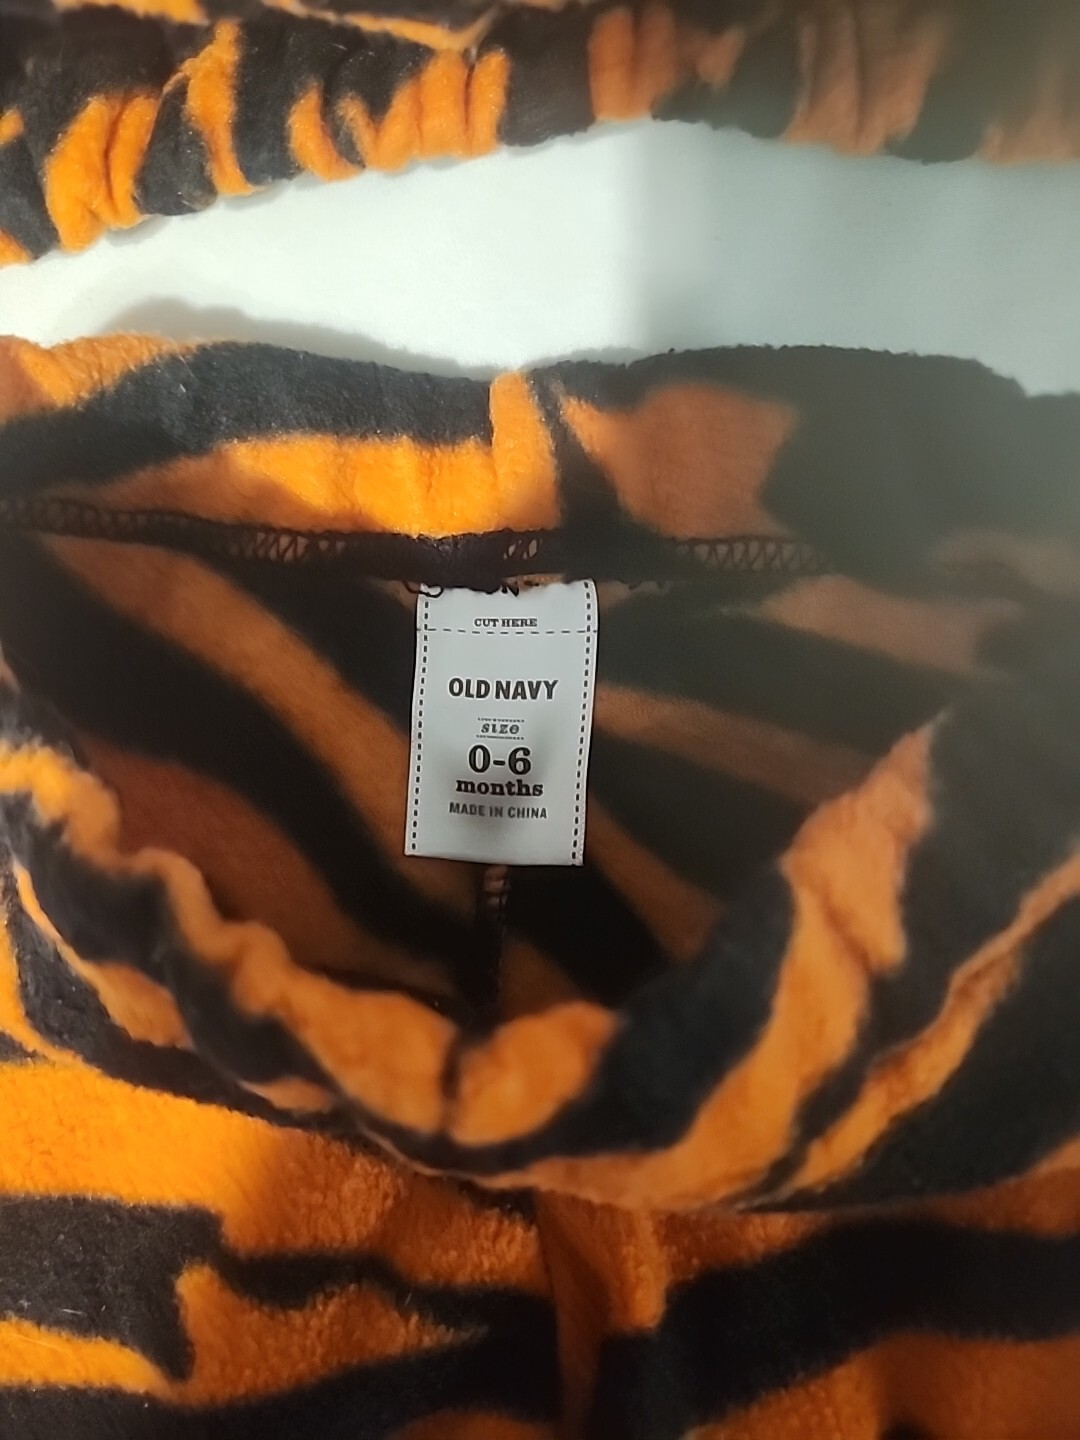 CUT HERE
OLD NAVY
size
0-6
months
MADE IN CHINA